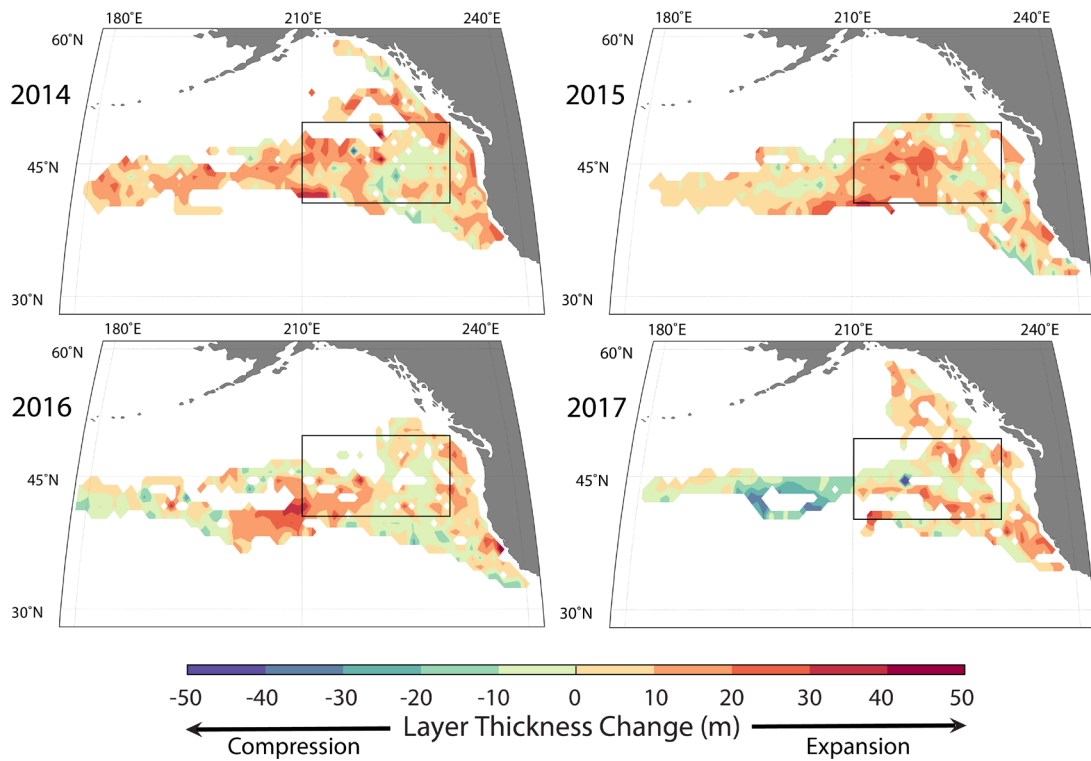 180˚E 210˚E 240˚E 180˚E 210˚E 240˚E
60˚N 60˚N
2014 2015
45˚N 45˚N
30˚N 30˚N
180˚E 210˚E 240˚E 180˚E 210˚E 240˚E
60˚N 60˚N
2016 2017
45˚N 45˚N
30˚N 30˚N
-50 -40 -30 -20 -10 0 10 20 30 40 50
Layer Thickness Change (m)
Compression Expansion